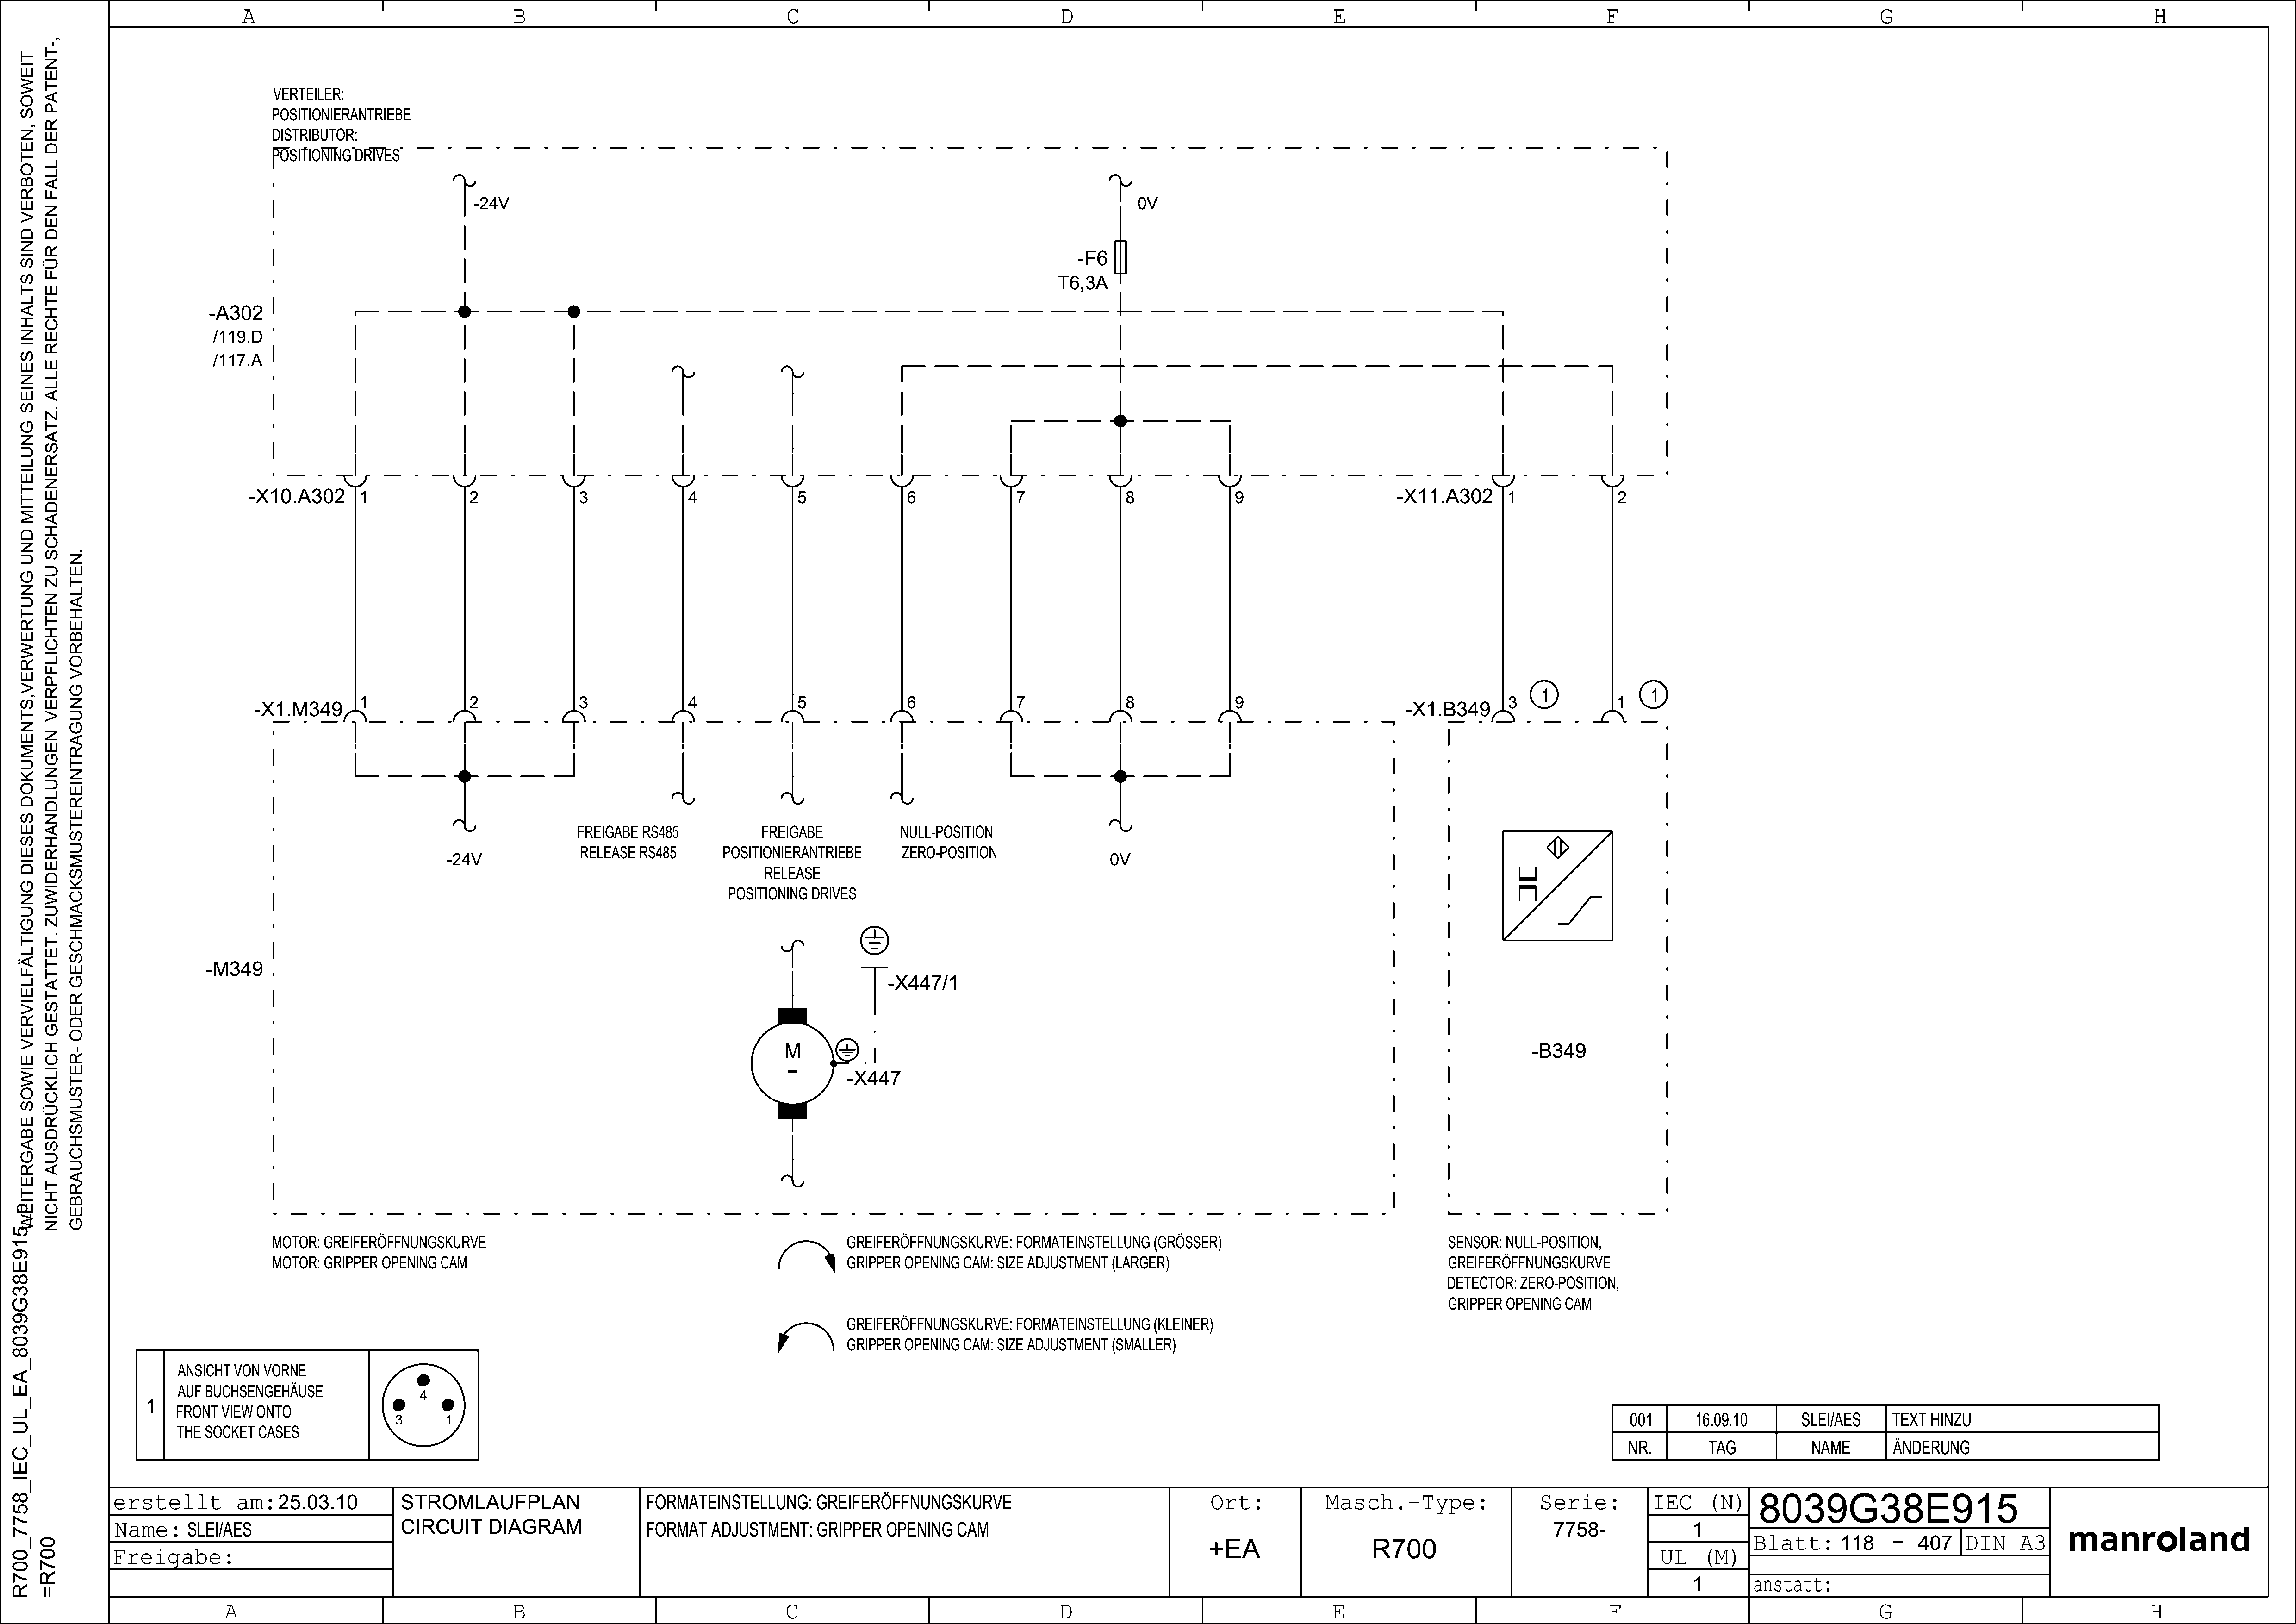 A B C D E F G H
VERTEILER:
POSITIONIERANTRIEBE
DISTRIBUTOR:
POSITIONING DRIVES
-24V
0V
-F6
T6,3A
-A302
/119.D
/117.A
-X10.A302 1 2 3 4 5 6 7 8 9
-X11.A302 1 2
-X1.M349 1 2 3 4 5 6 7 8 9
-X1.B349 3 1 1 1
-24V
FREIGABE RS485
RELEASE RS485
FREIGABE
POSITIONIERANTRIEBE
RELEASE
POSITIONING DRIVES
NULL-POSITION
ZERO-POSITION
0V
-M349
-X447/1
M
-X447
-B349
MOTOR: GREIFERÖFFNUNGSKURVE
MOTOR: GRIPPER OPENING CAM
GREIFERÖFFNUNGSKURVE: FORMATEINSTELLUNG (GRÖSSER)
GRIPPER OPENING CAM: SIZE ADJUSTMENT (LARGER)
GREIFERÖFFNUNGSKURVE: FORMATEINSTELLUNG (KLEINER)
GRIPPER OPENING CAM: SIZE ADJUSTMENT (SMALLER)
SENSOR: NULL-POSITION,
GREIFERÖFFNUNGSKURVE
DETECTOR: ZERO-POSITION,
GRIPPER OPENING CAM
1
ANSICHT VON VORNE
AUF BUCHSENGEHÄUSE
FRONT VIEW ONTO
THE SOCKET CASES
4
3 1
001 16.09.10 SLEI/AES TEXT HINZU
NR. TAG NAME ÄNDERUNG
erstellt am: 25.03.10
Name: SLEI/AES
Freigabe:
STROMLAUFPLAN
CIRCUIT DIAGRAM
FORMATEINSTELLUNG: GREIFERÖFFNUNGSKURVE
FORMAT ADJUSTMENT: GRIPPER OPENING CAM
Ort:
+EA
Masch.-Type:
R700
Serie:
7758-
IEC (N)
1
UL (M)
1
8039G38E915
Blatt: 118 - 407 DIN A3
anstatt:
manroland
A B C D E F G H
WEITERGABE SOWIE VERVIELFÄLTIGUNG DIESES DOKUMENTS,VERWERTUNG UND MITTEILUNG SEINES INHALTS SIND VERBOTEN, SOWEIT
NICHT AUSDRÜCKLICH GESTATTET. ZUWIDERHANDLUNGEN VERPFLICHTEN ZU SCHADENERSATZ. ALLE RECHTE FÜR DEN FALL DER PATENT-,
GEBRAUCHSMUSTER- ODER GESCHMACKSMUSTEREINTRAGUNG VORBEHALTEN.
=R700